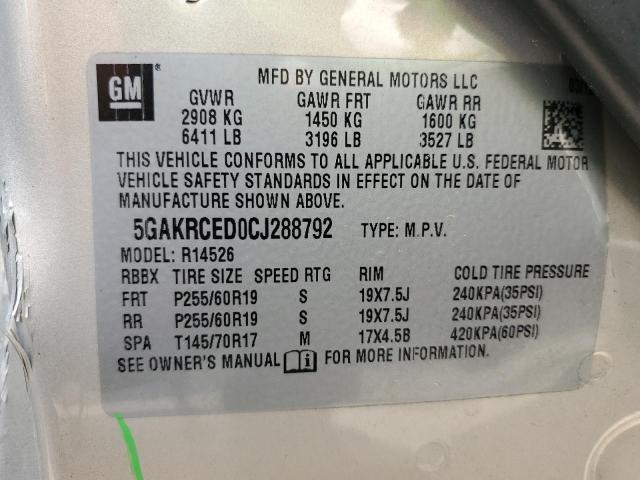 GM
MFD BY GENERAL MOTORS LLC
GVWR GAWR FRT GAWR RR
2908 KG 1450 KG 1600 KG
6411 LB 3196 LB 3527 LB
THIS VEHICLE CONFORMS TO ALL APPLICABLE U.S. FEDERAL MOTOR
VEHICLE SAFETY STANDARDS IN EFFECT ON THE DATE OF
MANUFACTURE SHOWN ABOVE.
5GAKRCED0CJ288792 TYPE: M.P.V.
MODEL: R14526
RBBX TIRE SIZE SPEED RTG RIM COLD TIRE PRESSURE
FRT P255/60R19 S 19X7.5J 240KPA(35PSI)
RR P255/60R19 S 19X7.5J 240KPA(35PSI)
SPA T145/70R17 M 17X4.5B 420KPA(60PSI)
SEE OWNER'S MANUAL FOR MORE INFORMATION.